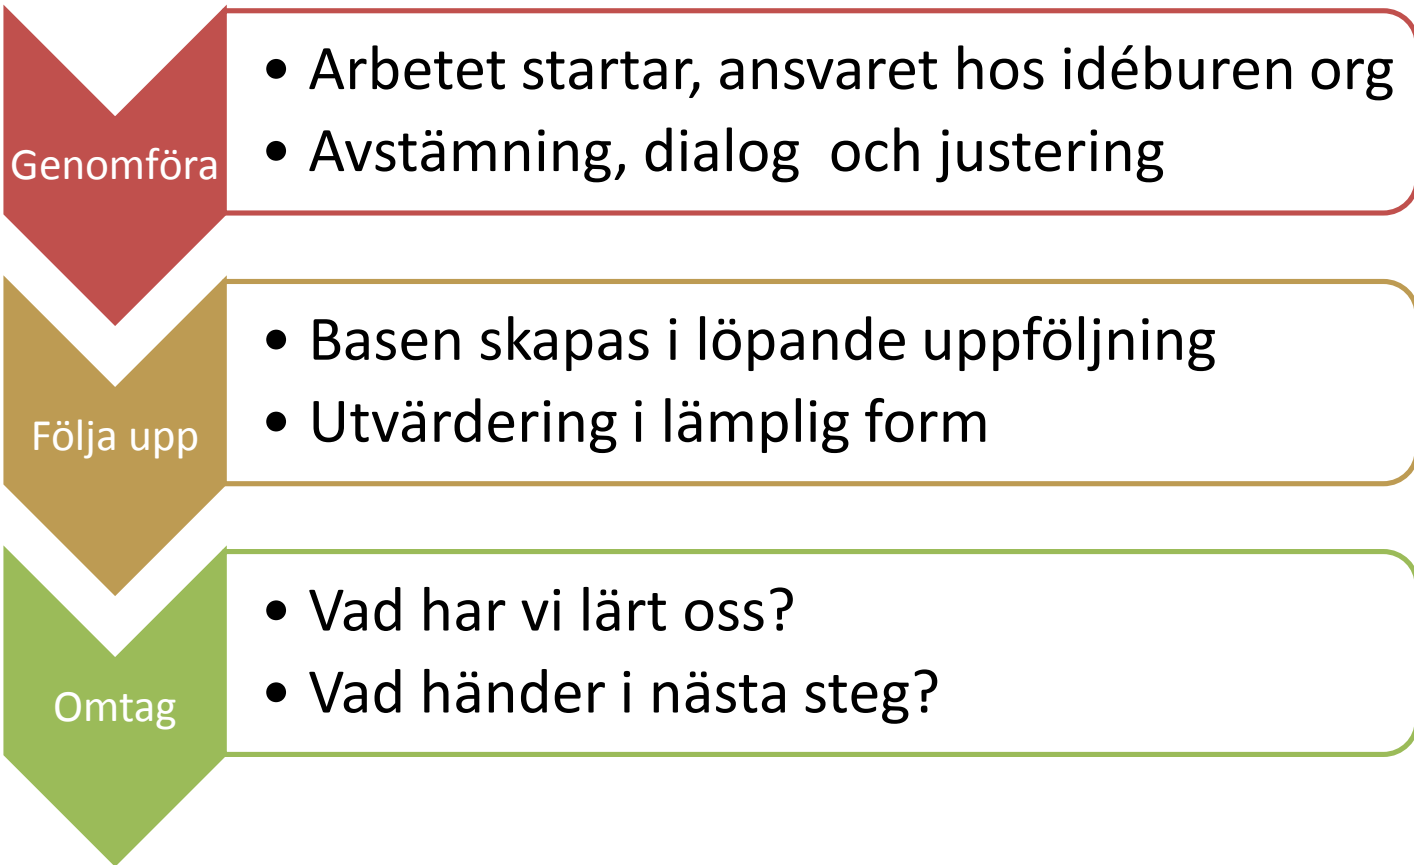 Genomföra
• Arbetet startar, ansvaret hos idéburen org
• Avstämning, dialog  och justering
Följa upp
• Basen skapas i löpande uppföljning
• Utvärdering i lämplig form
Omtag
• Vad har vi lärt oss?
• Vad händer i nästa steg?